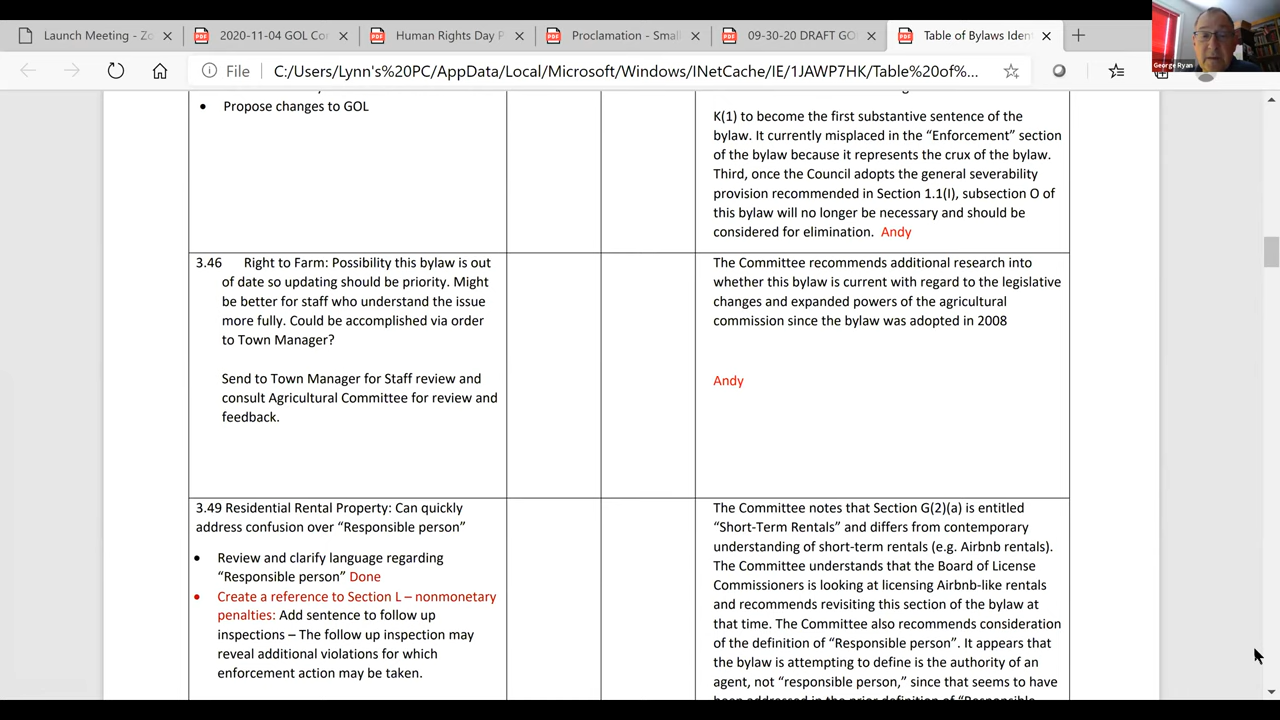 Launch Meeting - Zo
2020-11-04 GOL Co
Human Rights Day P
Proclamation - Small
09-30-20 DRAFT GO
Table of Bylaws Iden
George Ryan
File
C:/Users/Lynn's%20PC/AppData/Local/Microsoft/Windows/INetCache/IE/1JAWP7HK/Table%20of%...
• Propose changes to GOL
K(1) to become the first substantive sentence of the
bylaw. It currently misplaced in the “Enforcement” section
of the bylaw because it represents the crux of the bylaw.
Third, once the Council adopts the general severability
provision recommended in Section 1.1(I), subsection O of
this bylaw will no longer be necessary and should be
considered for elimination. Andy
3.46 Right to Farm: Possibility this bylaw is out
of date so updating should be priority. Might
be better for staff who understand the issue
more fully. Could be accomplished via order
to Town Manager?
Send to Town Manager for Staff review and
consult Agricultural Committee for review and
feedback.
The Committee recommends additional research into
whether this bylaw is current with regard to the legislative
changes and expanded powers of the agricultural
commission since the bylaw was adopted in 2008
Andy
3.49 Residential Rental Property: Can quickly
address confusion over “Responsible person”
• Review and clarify language regarding
“Responsible person” Done
• Create a reference to Section L – nonmonetary
penalties: Add sentence to follow up
inspections – The follow up inspection may
reveal additional violations for which
enforcement action may be taken.
The Committee notes that Section G(2)(a) is entitled
“Short-Term Rentals” and differs from contemporary
understanding of short-term rentals (e.g. Airbnb rentals).
The Committee understands that the Board of License
Commissioners is looking at licensing Airbnb-like rentals
and recommends revisiting this section of the bylaw at
that time. The Committee also recommends consideration
of the definition of “Responsible person”. It appears that
the bylaw is attempting to define is the authority of an
agent, not “responsible person,” since that seems to have
been addressed in the prior definition of “Responsible